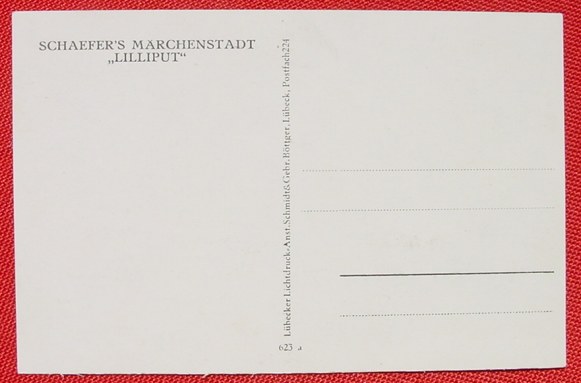 SCHAEFER'S MÄRCHENSTADT
„LILLIPUT“
Lübecker Lichtdruck-Anst. Schmidt & Gebr. Böttger, Lübeck, Postfach 224
623 a